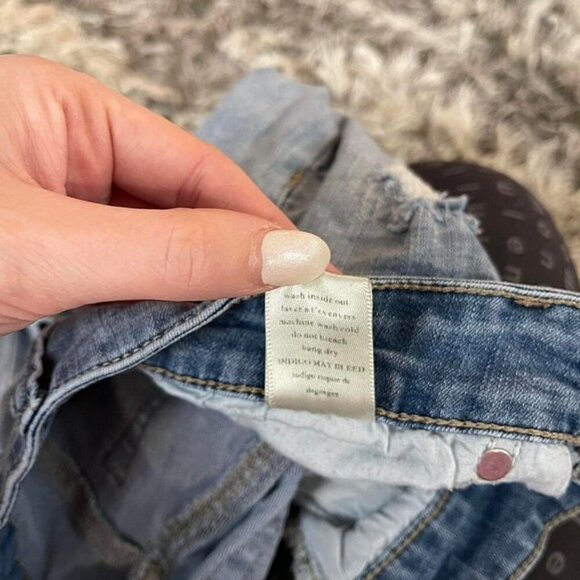 wash inside out
laver a l'envers
machine wash cold
do not bleach
hang dry
INDIGO MAY BLEED
indigo risque de
degorger